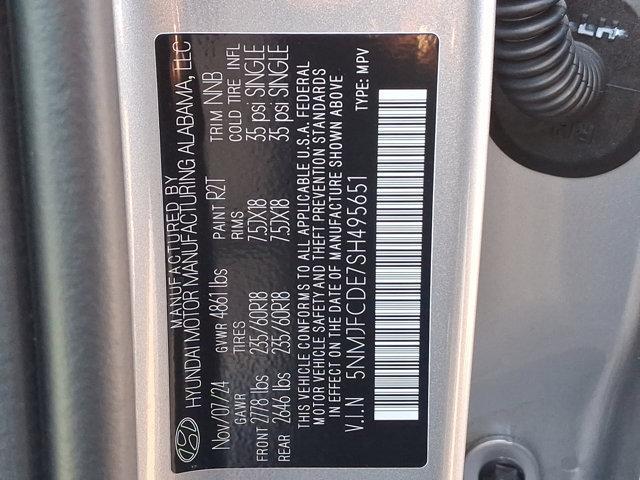 MANUFACTURED BY
HYUNDAI MOTOR MANUFACTURING ALABAMA, LLC
Nov/07/24 GVWR 4661 lbs PAINT R2T TRIM NNB
GAWR TIRES RIMS COLD TIRE INFL
FRONT 2778 lbs 235/60R18 7.5JX18 35 psi SINGLE
REAR 2646 lbs 235/60R18 7.5JX18 35 psi SINGLE
THIS VEHICLE CONFORMS TO ALL APPLICABLE U.S.A. FEDERAL
MOTOR VEHICLE SAFETY AND THEFT PREVENTION STANDARDS
IN EFFECT ON THE DATE OF MANUFACTURE SHOWN ABOVE
V.I.N 5NMJFCDE7SH495651 TYPE: MPV
LH